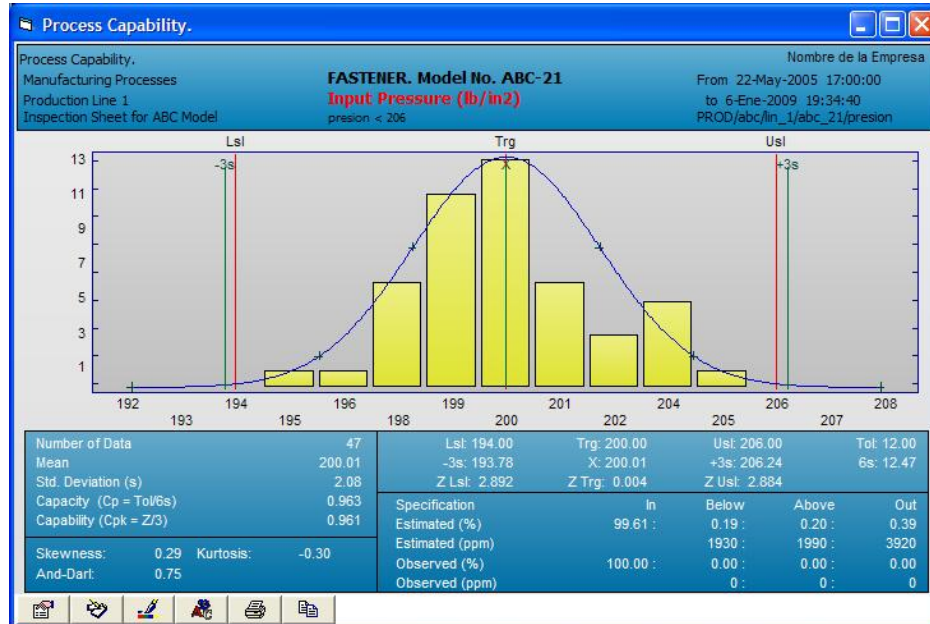 Process Capability.
Process Capability.
Nombre de la Empresa
Manufacturing Processes
FASTENER. Model No. ABC-21
From 22-May-2005 17:00:00
Production Line 1
Input Pressure (lb/in2)
to 6-Ene-2009 19:34:40
Inspection Sheet for ABC Model
presion < 206
PROD/abc/lin_1/abc_21/presion
Lsl Trg Usl
-3s X +3s
13
11
9
7
5
3
1
192 194 196 199 200 201 204 206 208
193 195 198 200 202 205 207
Number of Data 47
Mean 200.01
Std. Deviation (s) 2.08
Capacity (Cp = Tol/6s) 0.963
Capability (Cpk = Z/3) 0.961
Skewness: 0.29 Kurtosis: -0.30
And-Darl: 0.75
Lsl: 194.00 Trg: 200.00 Usl: 206.00 Tol: 12.00
-3s: 193.78 X: 200.01 +3s: 206.24 6s: 12.47
Z Lsl: 2.892 Z Trg: 0.004 Z Usl: 2.884
Specification In Below Above Out
Estimated (%) 99.61 : 0.19 : 0.20 : 0.39
Estimated (ppm) 1930 : 1990 : 3920
Observed (%) 100.00 : 0.00 : 0.00 : 0.00
Observed (ppm) 0 : 0 : 0